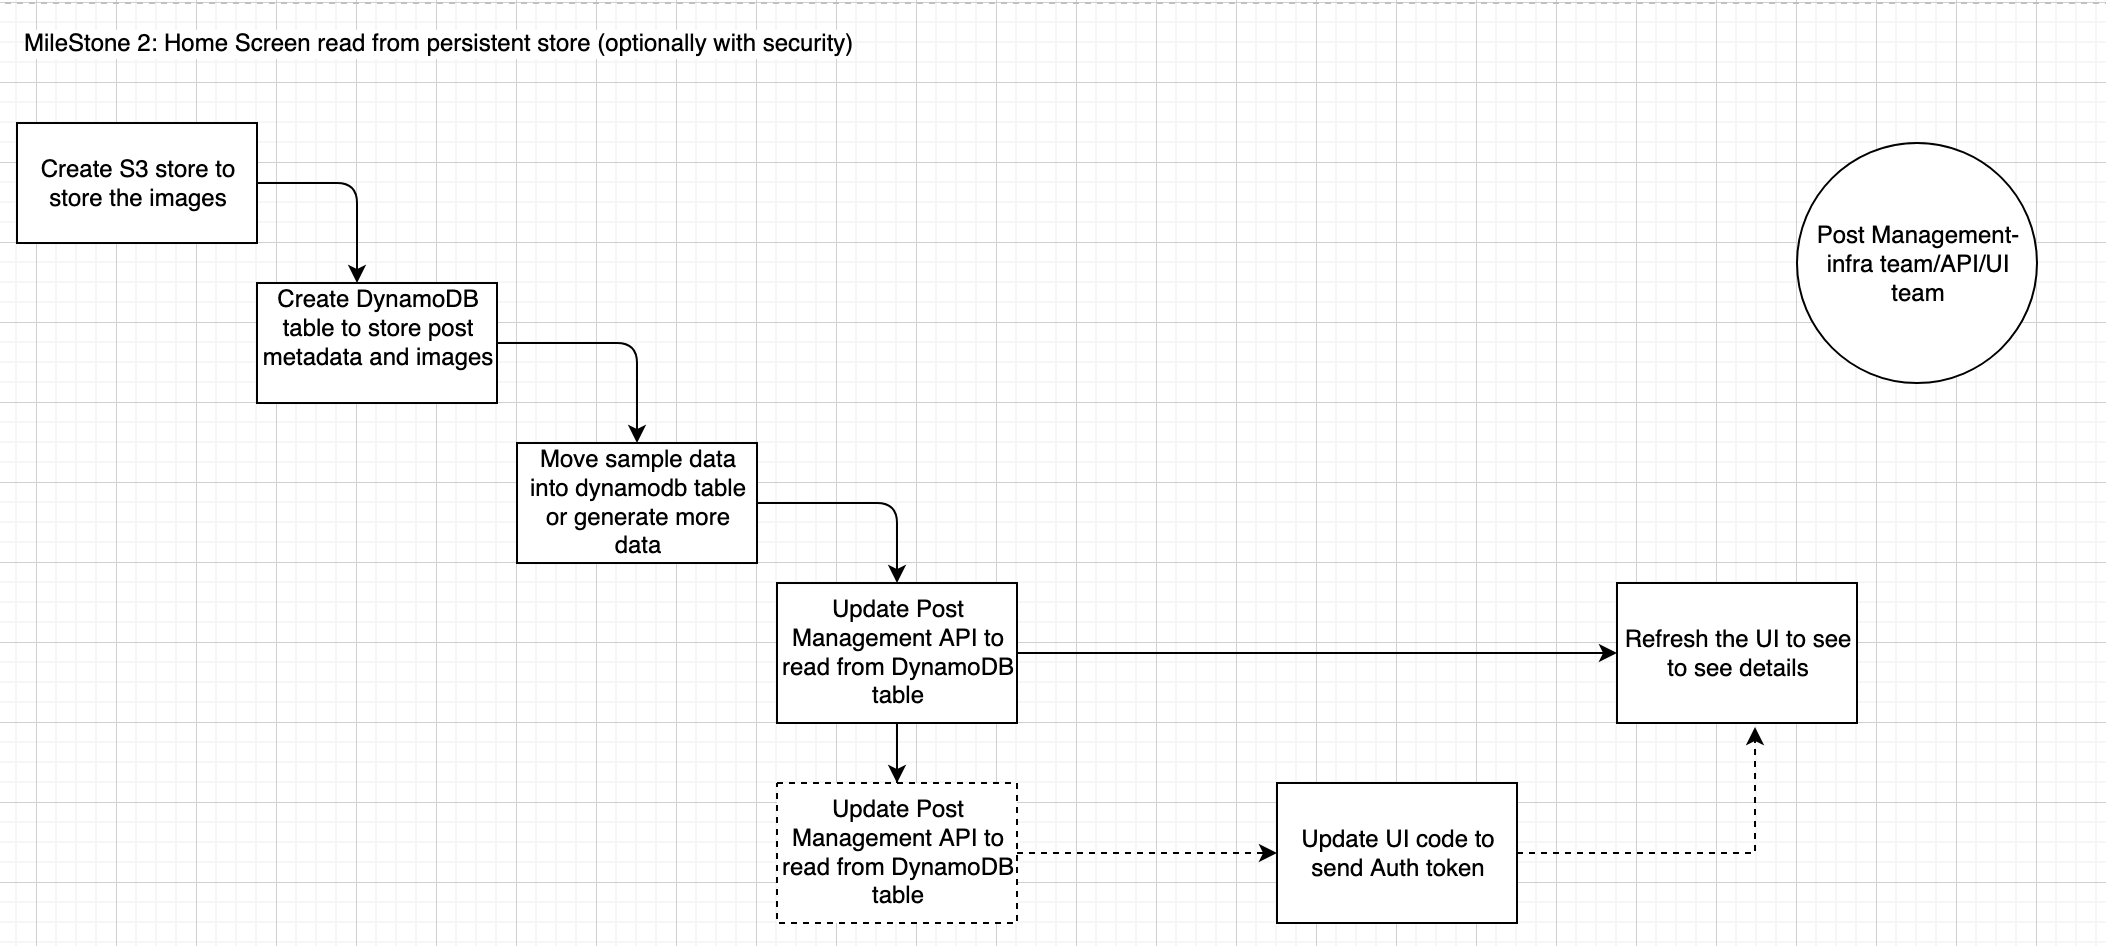 MileStone 2: Home Screen read from persistent store (optionally with security)
Create S3 store to
store the images
Post Management-
infra team/API/UI
team
Create DynamoDB
table to store post
metadata and images
Move sample data
into dynamodb table
or generate more
data
Update Post
Management API to
read from DynamoDB
table
Refresh the UI to see
to see details
Update Post
Management API to
read from DynamoDB
table
Update UI code to
send Auth token